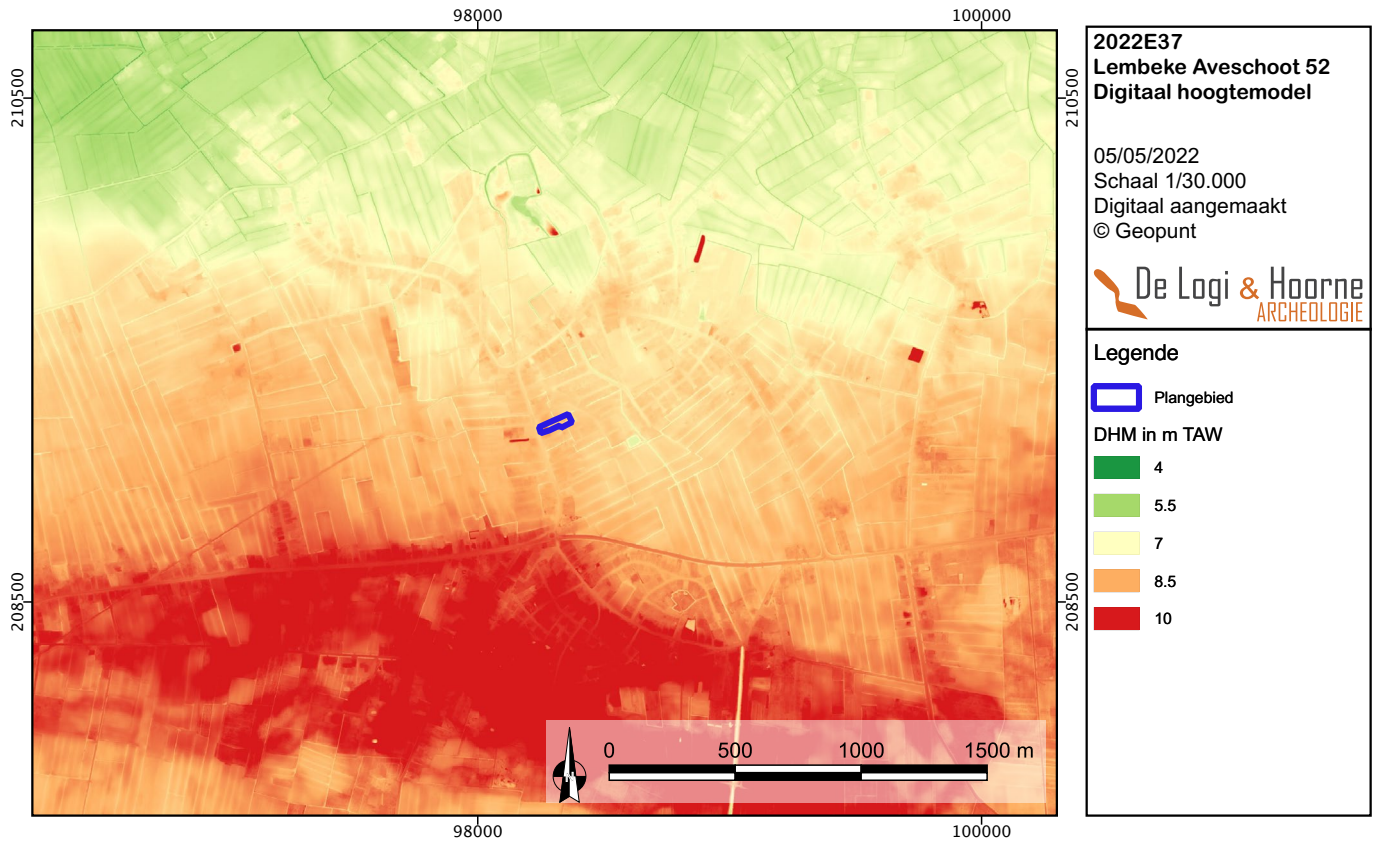 98000
100000
210500
210500
208500
208500
98000
100000
0 500 1000 1500 m
N
2022E37
Lembeke Aveschoot 52
Digitaal hoogtemodel
05/05/2022
Schaal 1/30.000
Digitaal aangemaakt
© Geopunt
De Logi & Hoorne
ARCHEOLOGIE
Legende
Plangebied
DHM in m TAW
4
5.5
7
8.5
10